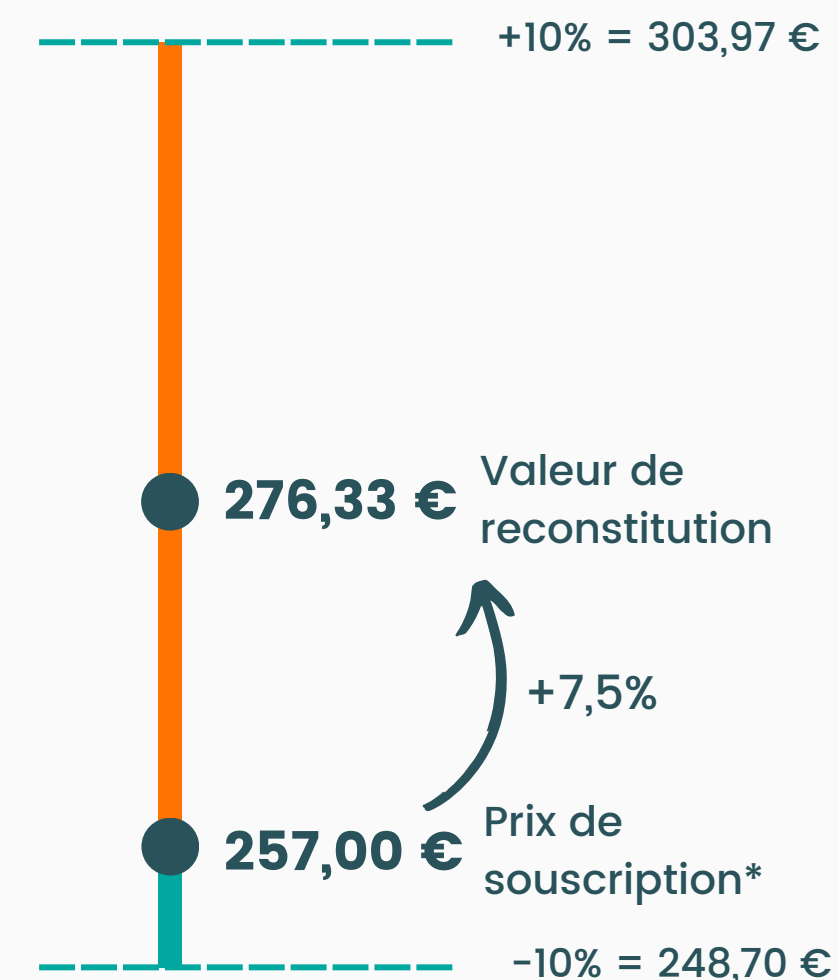 +10% = 303,97 €
276,33 €
Valeur de
reconstitution
+7,5%
257,00 €
Prix de
souscription*
-10% = 248,70 €